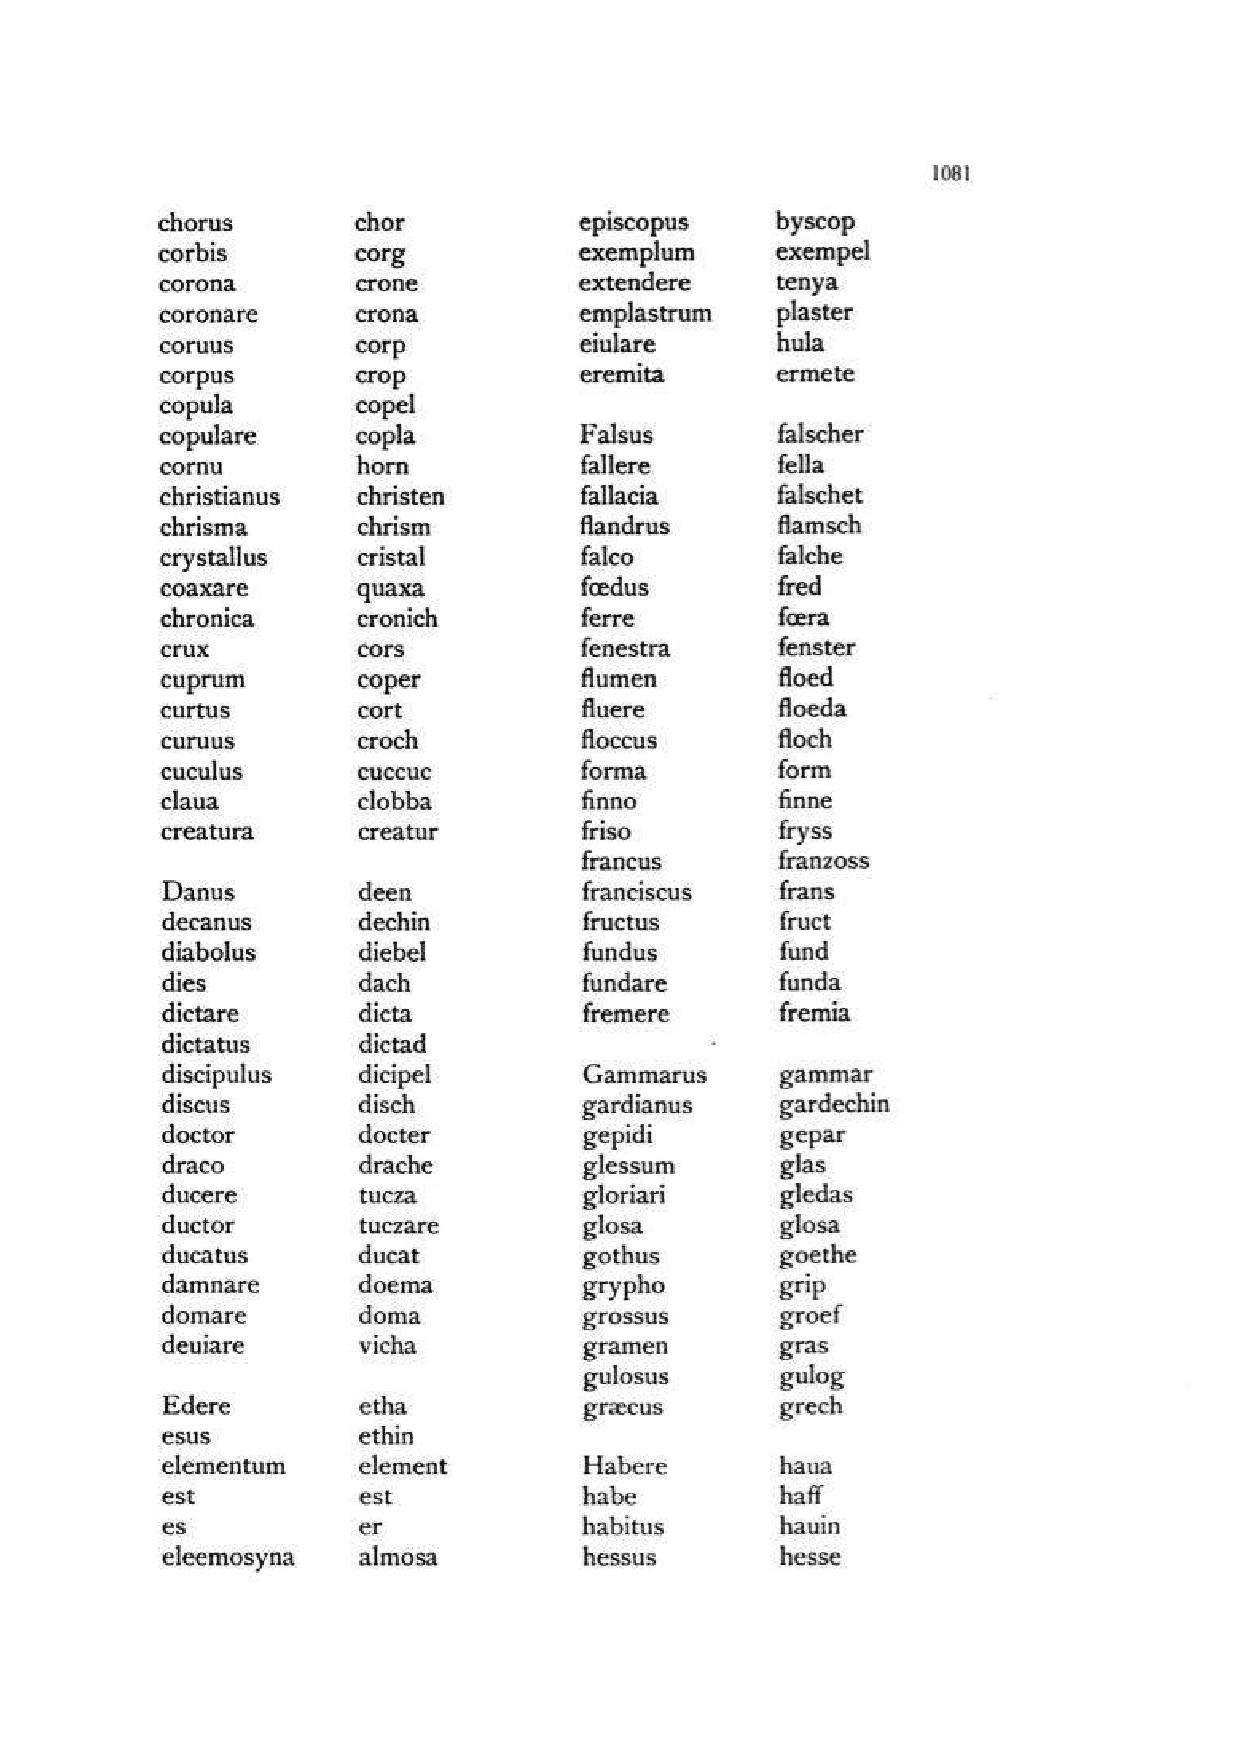 1081
chorus chor
corbis corg
corona crone
coronare crona
coruus corp
corpus crop
copula copel
copulare copla
cornu horn
christianus christen
chrisma chrism
crystallus cristal
coaxare quaxa
chronica cronich
crux cors
cuprum coper
curtus cort
curuus croch
cuculus cuccuc
claua clobba
creatura creatur
Danus deen
decanus dechin
diabolus diebel
dies dach
dictare dicta
dictatus dictad
discipulus dicipel
discus disch
doctor docter
draco drache
ducere tucza
ductor tuczare
ducatus ducat
damnare doema
domare doma
deuiare vicha
Edere etha
esus ethin
elementum element
est est
es er
eleemosyna almosa
episcopus byscop
exemplum exempel
extendere tenya
emplastrum plaster
eiulare hula
eremita ermete
Falsus falscher
fallere fella
fallacia falschet
flandrus flamsch
falco falche
fœdus fred
ferre fœra
fenestra fenster
flumen floed
fluere floeda
floccus floch
forma form
finno finne
friso fryss
francus franzoss
franciscus frans
fructus fruct
fundus fund
fundare funda
fremere fremia
Gammarus gammar
gardianus gardechin
gepidi gepar
glessum glas
gloriari gledas
glosa glosa
gothus goethe
grypho grip
grossus groef
gramen gras
gulosus gulog
græcus grech
Habere haua
habe haff
habitus hauin
hessus hesse